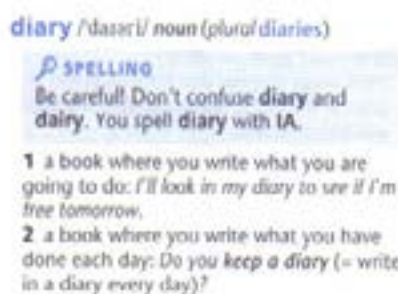 diary /ˈdaɪəri/ noun (plural diaries)
SPELLING
Be careful! Don't confuse diary and
dairy. You spell diary with IA.
1 a book where you write what you are
going to do: I'll look in my diary to see if I'm
free tomorrow.
2 a book where you write what you have
done each day: Do you keep a diary (= write
in a diary every day)?